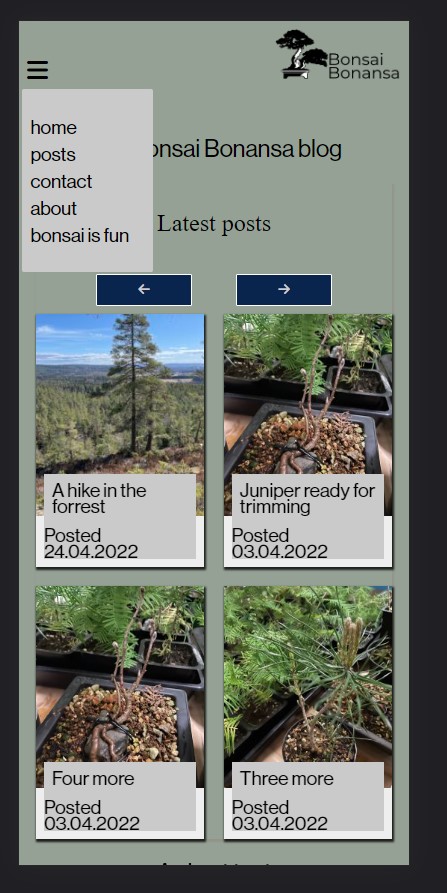 Bonsai
Bonansa
home
posts
contact
about
bonsai is fun
onsai Bonansa blog
Latest posts
A hike in the
forrest
Posted
24.04.2022
Juniper ready for
trimming
Posted
03.04.2022
Four more
Posted
03.04.2022
Three more
Posted
03.04.2022